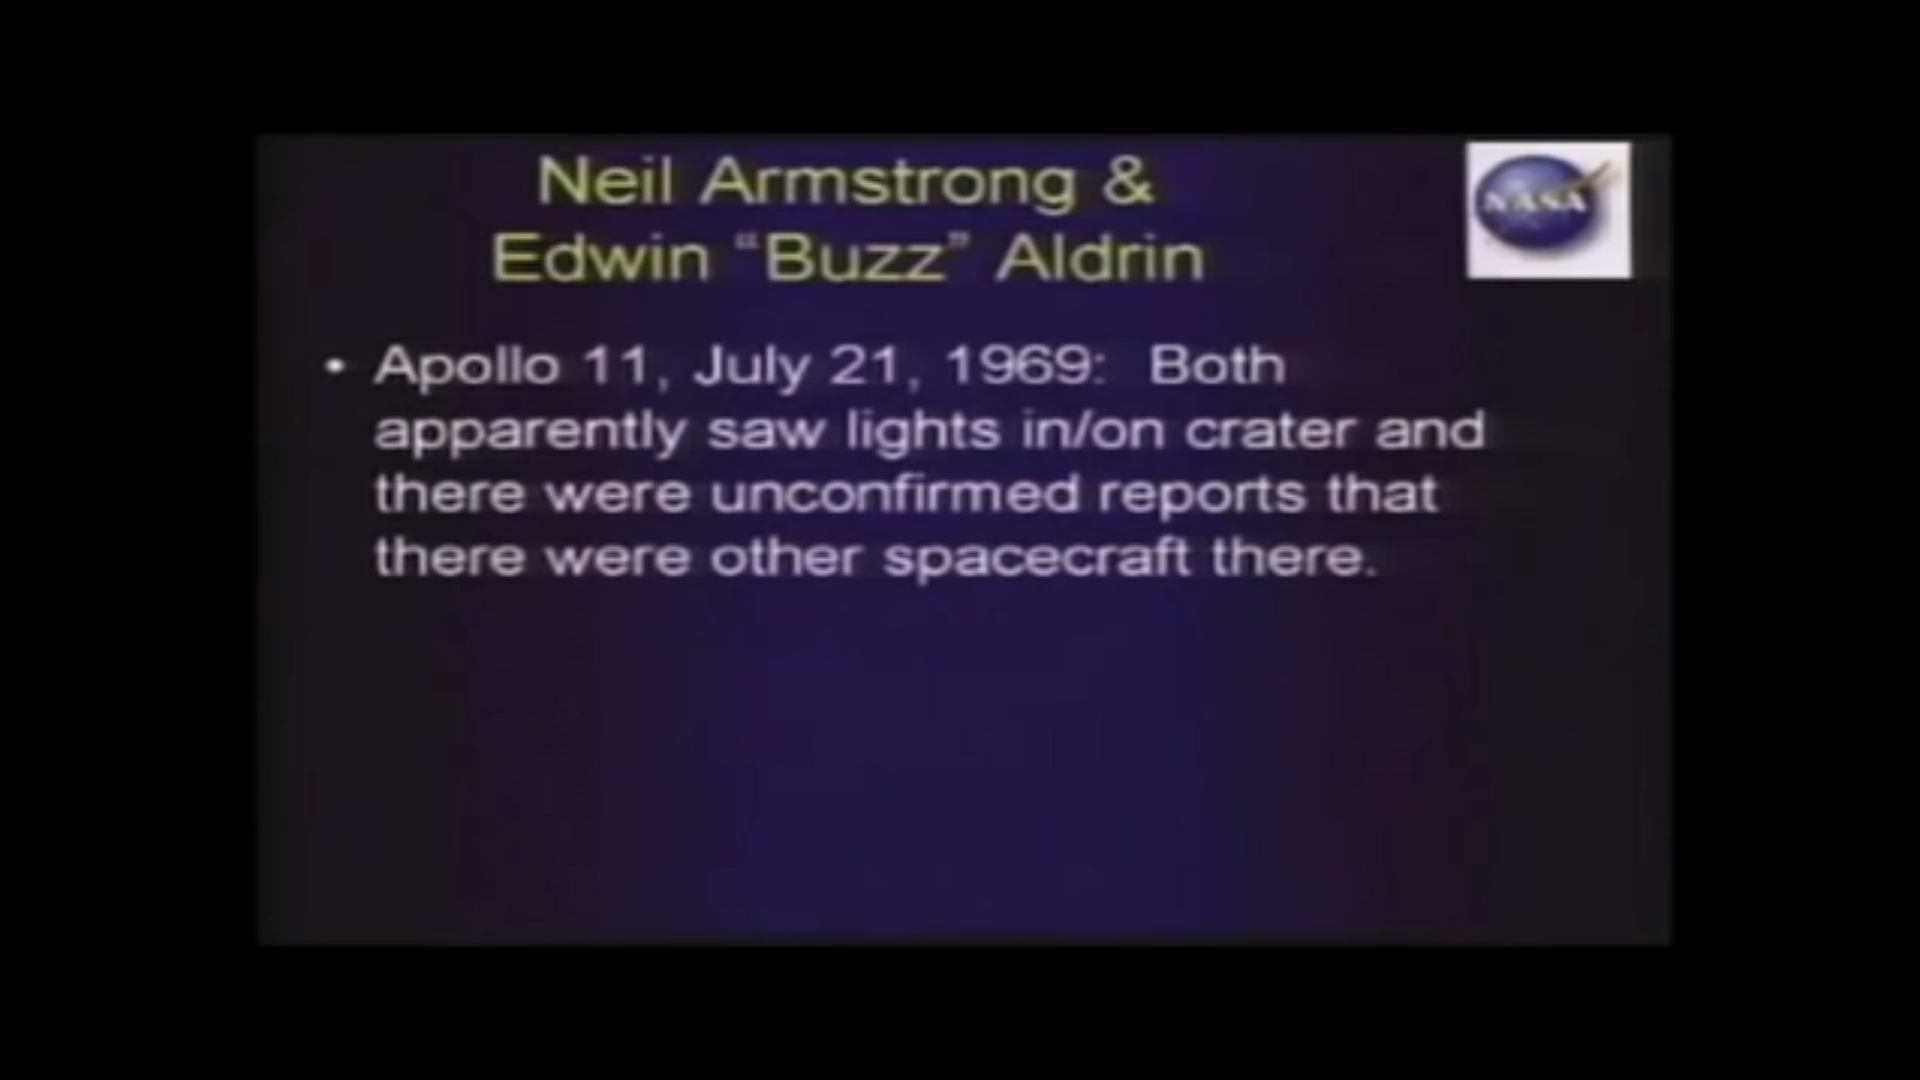 Neil Armstrong &
Edwin “Buzz” Aldrin
NASA
• Apollo 11, July 21, 1969: Both
apparently saw lights in/on crater and
there were unconfirmed reports that
there were other spacecraft there.